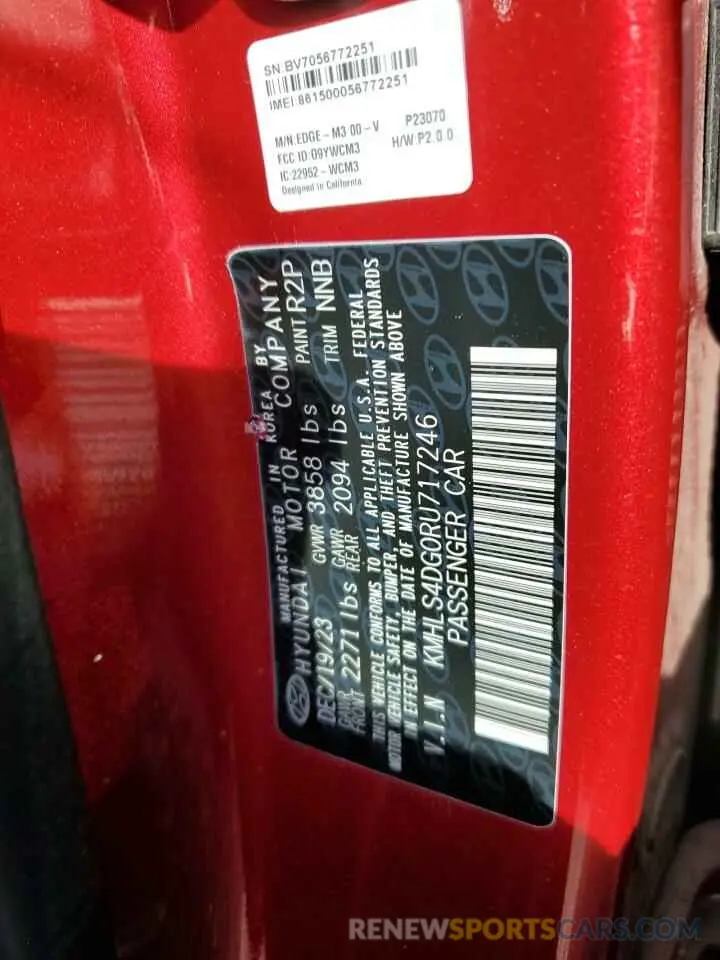 SN:BV7056772251
IMEI:861500056772251
M/N:EDGE-M3 00-V P23070
FCC ID:O9YWCM3 H/W:P2.0.0
IC:22952-WCM3
Designed in California.
MANUFACTURED IN KOREA BY
HYUNDAI MOTOR COMPANY
DEC/19/23 GVWR 3858 lbs PAINT R2P
GAWR FRONT 2271lbs GAWR REAR 2094 lbs TRIM NNB
THIS VEHICLE CONFORMS TO ALL APPLICABLE U.S.A. FEDERAL
MOTOR VEHICLE SAFETY, BUMPER, AND THEFT PREVENTION STANDARDS
IN EFFECT ON THE DATE OF MANUFACTURE SHOWN ABOVE
V.I.N KMHLS4DG0RU717246
PASSENGER CAR
RENEWSPORTSCARS.COM